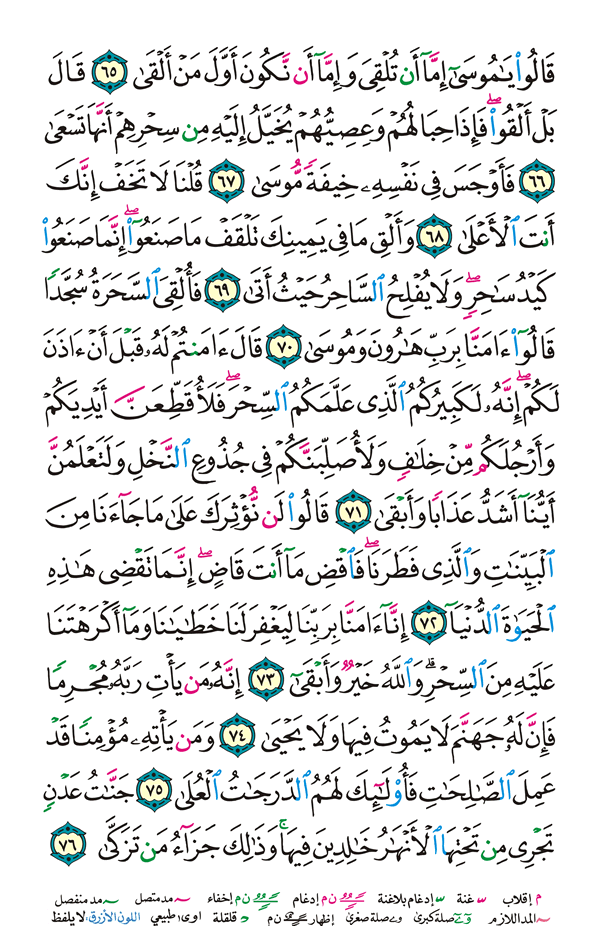 قَالُوا۟ يَـٰمُوسَىٰٓ إِمَّآ أَن تُلْقِىَ وَإِمَّآ أَن نَّكُونَ أَوَّلَ مَنْ أَلْقَىٰ ٦٥ قَالَ
بَلْ أَلْقُوا۟ ۖ فَإِذَا حِبَالُهُمْ وَعِصِيُّهُمْ يُخَيَّلُ إِلَيْهِ مِن سِحْرِهِمْ أَنَّهَا تَسْعَىٰ
٦٦ فَأَوْجَسَ فِى نَفْسِهِۦ خِيفَةً مُّوسَىٰ ٦٧ قُلْنَا لَا تَخَفْ إِنَّكَ
أَنتَ ٱلْأَعْلَىٰ ٦٨ وَأَلْقِ مَا فِى يَمِينِكَ تَلْقَفْ مَا صَنَعُوٓا۟ ۖ إِنَّمَا صَنَعُوا۟
كَيْدُ سَـٰحِرٍ ۖ وَلَا يُفْلِحُ ٱلسَّاحِرُ حَيْثُ أَتَىٰ ٦٩ فَأُلْقِىَ ٱلسَّحَرَةُ سُجَّدًا
قَالُوٓا۟ ءَامَنَّا بِرَبِّ هَـٰرُونَ وَمُوسَىٰ ٧٠ قَالَ ءَامَنتُمْ لَهُۥ قَبْلَ أَنْ ءَاذَنَ
لَكُمْ ۖ إِنَّهُۥ لَكَبِيرُكُمُ ٱلَّذِى عَلَّمَكُمُ ٱلسِّحْرَ ۖ فَلَأُقَطِّعَنَّ أَيْدِيَكُمْ
وَأَرْجُلَكُم مِّنْ خِلَـٰفٍ وَلَأُصَلِّبَنَّكُمْ فِى جُذُوعِ ٱلنَّخْلِ وَلَتَعْلَمُنَّ
أَيُّنَآ أَشَدُّ عَذَابًا وَأَبْقَىٰ ٧١ قَالُوا۟ لَن نُّؤْثِرَكَ عَلَىٰ مَا جَآءَنَا مِنَ
ٱلْبَيِّنَـٰتِ وَٱلَّذِى فَطَرَنَا ۖ فَٱقْضِ مَآ أَنتَ قَاضٍ ۖ إِنَّمَا تَقْضِى هَـٰذِهِ
ٱلْحَيَوٰةَ ٱلدُّنْيَآ ٧٢ إِنَّآ ءَامَنَّا بِرَبِّنَا لِيَغْفِرَ لَنَا خَطَـٰيَـٰنَا وَمَآ أَكْرَهْتَنَا
عَلَيْهِ مِنَ ٱلسِّحْرِ ۗ وَٱللَّهُ خَيْرٌ وَأَبْقَىٰٓ ٧٣ إِنَّهُۥ مَن يَأْتِ رَبَّهُۥ مُجْرِمًا
فَإِنَّ لَهُۥ جَهَنَّمَ لَا يَمُوتُ فِيهَا وَلَا يَحْيَىٰ ٧٤ وَمَن يَأْتِهِۦ مُؤْمِنًا قَدْ
عَمِلَ ٱلصَّـٰلِحَـٰتِ فَأُو۟لَـٰٓئِكَ لَهُمُ ٱلدَّرَجَـٰتُ ٱلْعُلَىٰ ٧٥ جَنَّـٰتُ عَدْنٍ
تَجْرِى مِن تَحْتِهَا ٱلْأَنْهَـٰرُ خَـٰلِدِينَ فِيهَا ۚ وَذَٰلِكَ جَزَآءُ مَن تَزَكَّىٰ ٧٦
م إقلاب غنة إدغام بلاغنة ن م إدغام ن م إخفاء مد متصل مد منفصل
المد اللازم صلة كبرى صلة صغرى إظهار ن م قلقلة اوى طبيعي اللون الأزرق: لا يلفظ